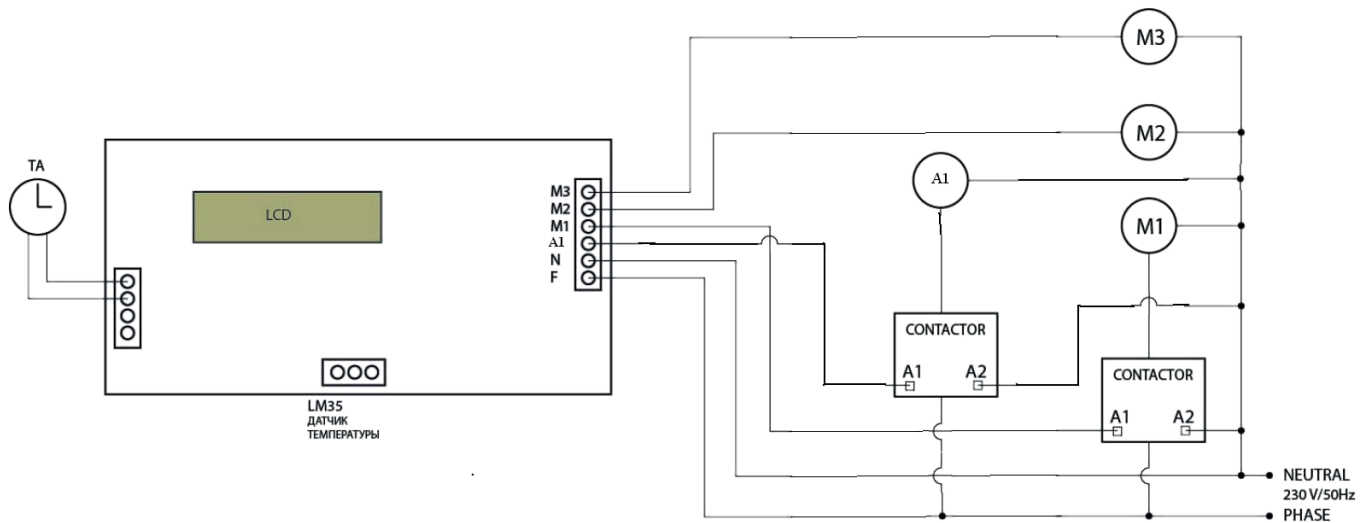 M3
M2
TA
A1
LCD
M3
M2
M1
A1
N
F
M1
CONTACTOR
A1 A2
CONTACTOR
A1 A2
LM35
ДАТЧИК
ТЕМПЕРАТУРЫ
NEUTRAL
230 V/50Hz
PHASE